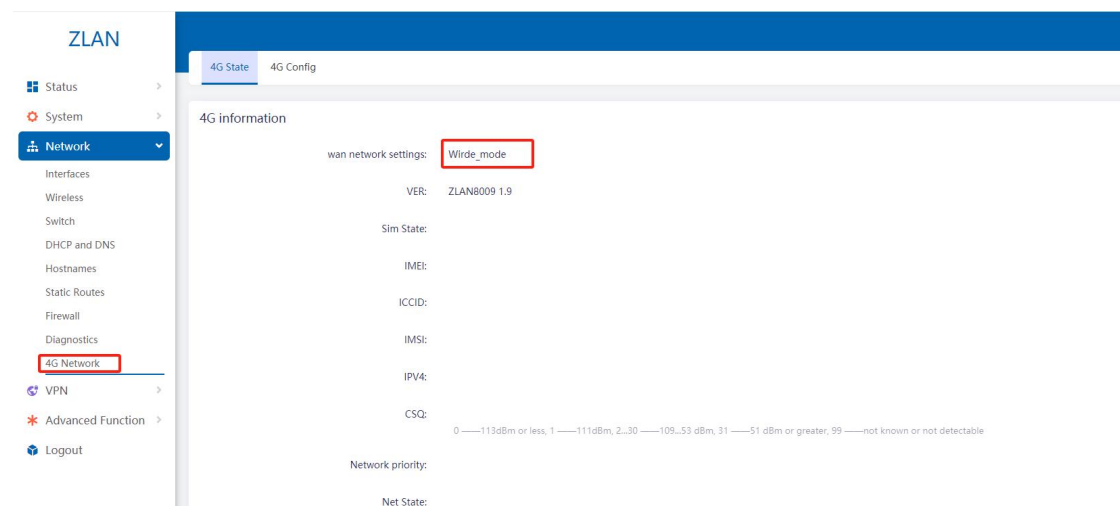 ZLAN
Status
System
Network
Interfaces
Wireless
Switch
DHCP and DNS
Hostnames
Static Routes
Firewall
Diagnostics
4G Network
VPN
Advanced Function
Logout
4G State 4G Config
4G information
wan network settings: Wirde_mode
VER: ZLAN8009 1.9
Sim State:
IMEI:
ICCID:
IMSI:
IPV4:
CSQ:
0 ——113dBm or less, 1 ——111dBm, 2...30 ——109...53 dBm, 31 ——51 dBm or greater, 99 ——not known or not detectable
Network priority:
Net State: